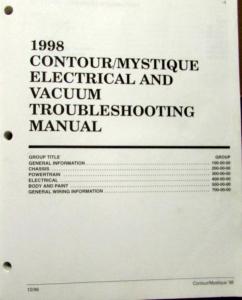 1998
CONTOUR/MYSTIQUE
ELECTRICAL AND
VACUUM
TROUBLESHOOTING
MANUAL
GROUP TITLE GROUP
GENERAL INFORMATION 100-00-00
CHASSIS 200-00-00
POWERTRAIN 300-00-00
ELECTRICAL 400-00-00
BODY AND PAINT 500-00-00
GENERAL WIRING INFORMATION 700-00-00
Contour/Mystique '98